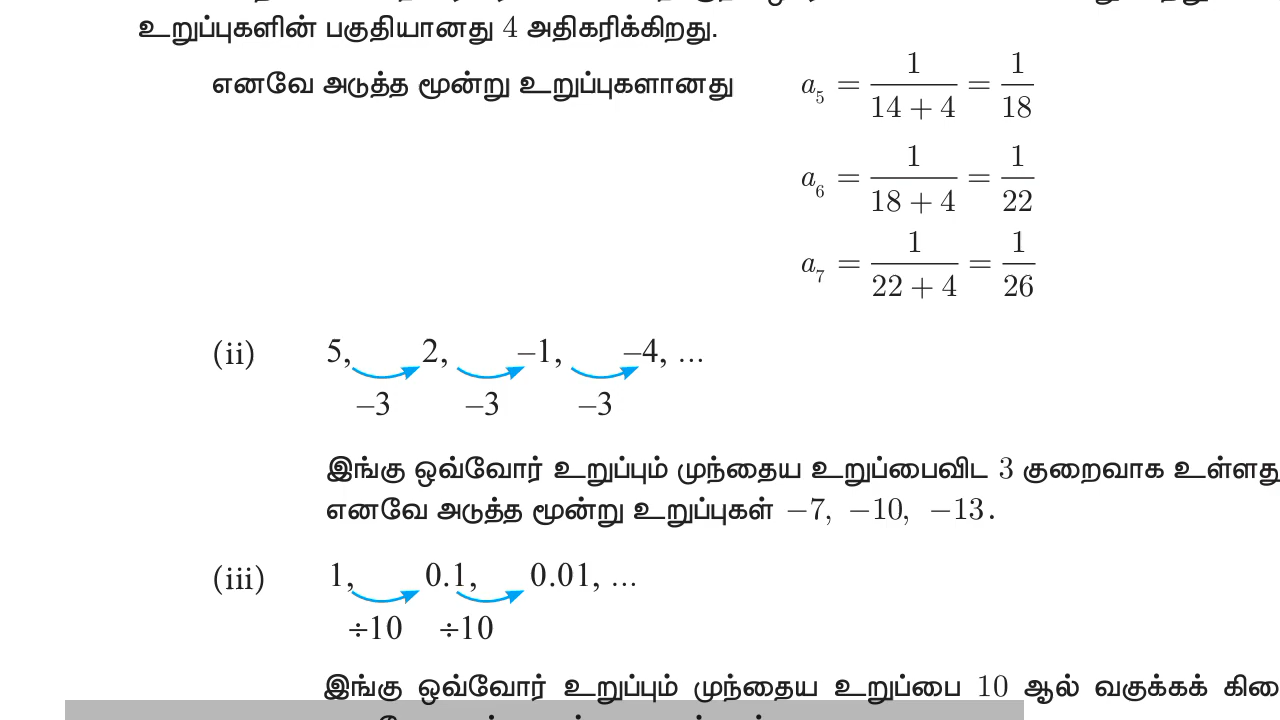 உறுப்புகளின் பகுதியானது 4 அதிகரிக்கிறது.
எனவே அடுத்த மூன்று உறுப்புகளானது a₅ = 1/(14 + 4) = 1/18
a₆ = 1/(18 + 4) = 1/22
a₇ = 1/(22 + 4) = 1/26
(ii) 5, 2, –1, –4, ...
–3 –3 –3
இங்கு ஒவ்வோர் உறுப்பும் முந்தைய உறுப்பைவிட 3 குறைவாக உள்ளது
எனவே அடுத்த மூன்று உறுப்புகள் −7, −10, −13.
(iii) 1, 0.1, 0.01, ...
÷10 ÷10
இங்கு ஒவ்வோர் உறுப்பும் முந்தைய உறுப்பை 10 ஆல் வகுக்கக்